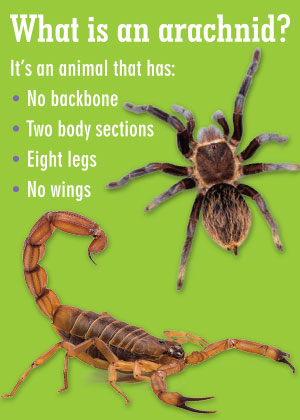 What is an arachnid?
It's an animal that has:
• No backbone
• Two body sections
• Eight legs
• No wings